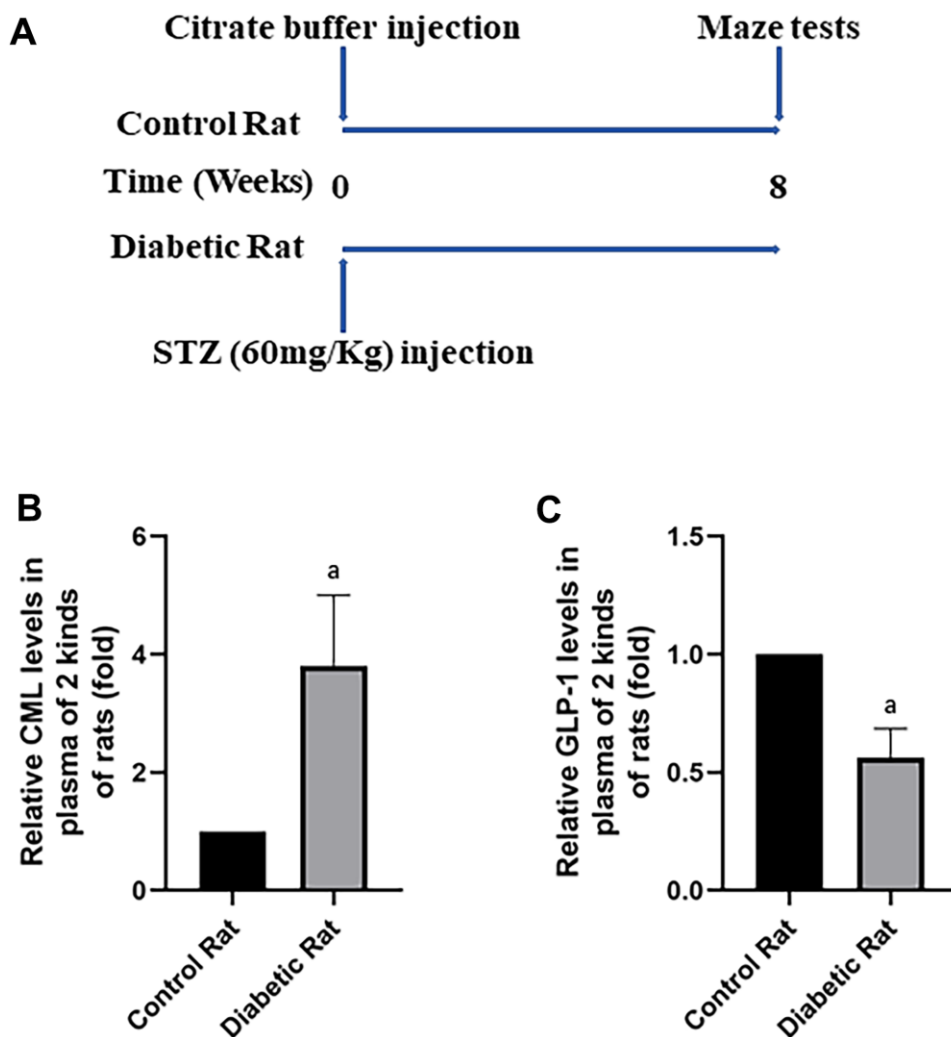 A
Citrate buffer injection
Maze tests
Control Rat
Time (Weeks) 0 8
Diabetic Rat
STZ (60mg/Kg) injection
B
Relative CML levels in
plasma of 2 kinds
of rats (fold)
6
4
2
0
a
Control Rat
Diabetic Rat
C
Relative GLP-1 levels in
plasma of 2 kinds
of rats (fold)
1.5
1.0
0.5
0.0
a
Control Rat
Diabetic Rat